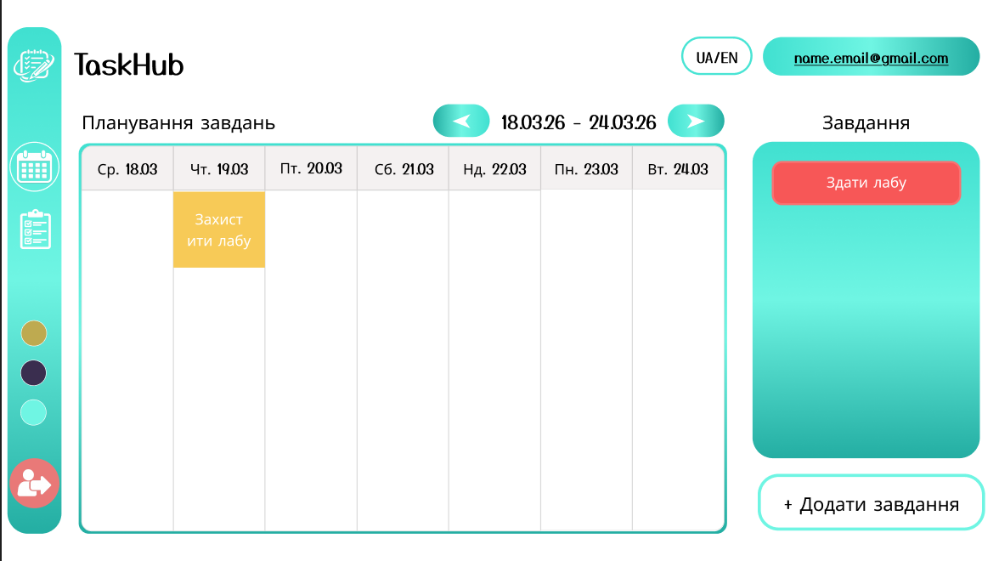 TaskHub
UA/EN
name.email@gmail.com
Планування завдань
18.03.26 - 24.03.26
Завдання
Ср. 18.03
Чт. 19.03
Пт. 20.03
Сб. 21.03
Нд. 22.03
Пн. 23.03
Вт. 24.03
Здати лабу
Захист
ити лабу
+ Додати завдання